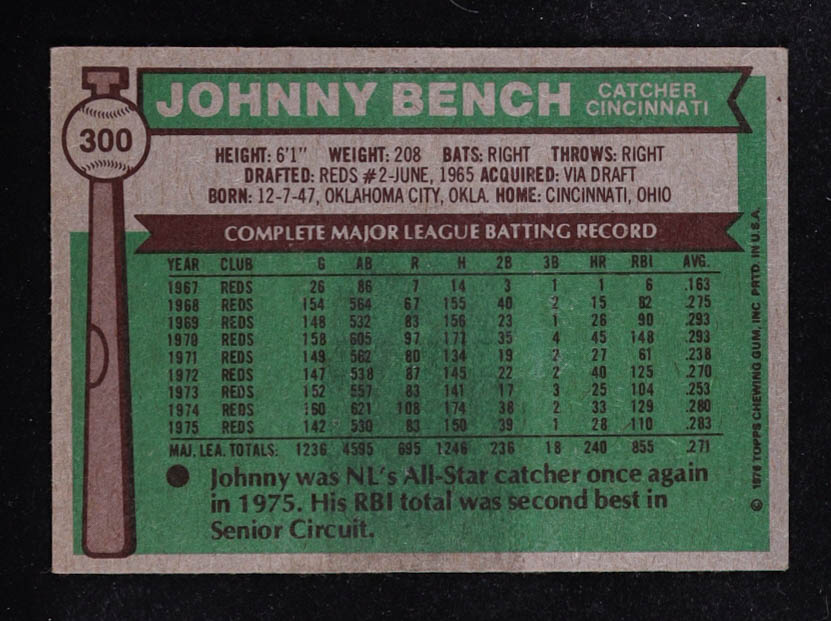 300
JOHNNY BENCH CATCHER CINCINNATI
HEIGHT: 6'1" WEIGHT: 208 BATS: RIGHT THROWS: RIGHT
DRAFTED: REDS #2-JUNE, 1965 ACQUIRED: VIA DRAFT
BORN: 12-7-47, OKLAHOMA CITY, OKLA. HOME: CINCINNATI, OHIO
COMPLETE MAJOR LEAGUE BATTING RECORD
YEAR CLUB G AB R H 2B 3B HR RBI AVG.
1967 REDS 26 86 7 14 3 1 1 6 .163
1968 REDS 154 564 67 155 40 2 15 82 .275
1969 REDS 148 532 83 156 23 1 26 90 .293
1970 REDS 158 605 97 177 35 4 45 148 .293
1971 REDS 149 562 80 134 19 2 27 61 .238
1972 REDS 147 538 87 145 22 2 40 125 .270
1973 REDS 152 557 83 141 17 3 25 104 .253
1974 REDS 160 621 108 174 38 2 33 129 .280
1975 REDS 142 530 83 150 39 1 28 110 .283
MAJ. LEA. TOTALS: 1236 4595 695 1246 236 18 240 855 .271
Johnny was NL's All-Star catcher once again
in 1975. His RBI total was second best in
Senior Circuit.
© 1976 TOPPS CHEWING GUM, INC PRTD. IN U.S.A.